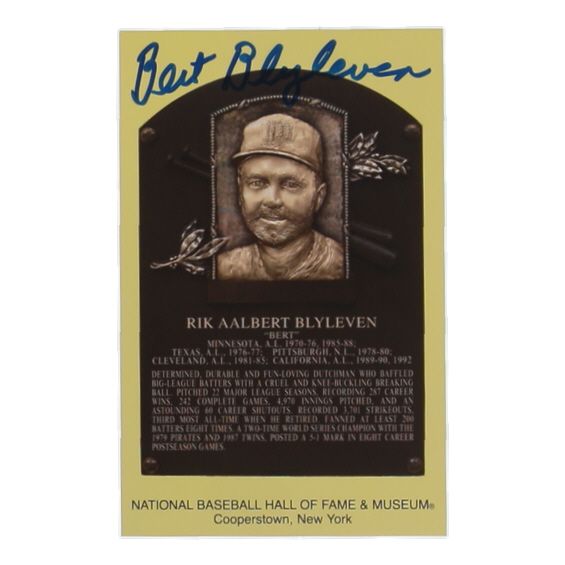 Bert Blyleven
RIK AALBERT BLYLEVEN
"BERT"
MINNESOTA, A.L. 1970-76, 1985-88;
TEXAS, A.L., 1976-77; PITTSBURGH, N.L., 1978-80;
CLEVELAND, A.L., 1981-85; CALIFORNIA, A.L., 1989-90, 1992
DETERMINED, DURABLE AND FUN-LOVING DUTCHMAN WHO BAFFLED
BIG-LEAGUE BATTERS WITH A CRUEL AND KNEE-BUCKLING BREAKING
BALL. PITCHED 22 MAJOR LEAGUE SEASONS, RECORDING 287 CAREER
WINS, 242 COMPLETE GAMES, 4,970 INNINGS PITCHED, AND AN
ASTOUNDING 60 CAREER SHUTOUTS. RECORDED 3,701 STRIKEOUTS,
THIRD MOST ALL-TIME WHEN HE RETIRED. FANNED AT LEAST 200
BATTERS EIGHT TIMES. A TWO-TIME WORLD SERIES CHAMPION WITH THE
1979 PIRATES AND 1987 TWINS, POSTED A 5-1 MARK IN EIGHT CAREER
POSTSEASON GAMES.
NATIONAL BASEBALL HALL OF FAME & MUSEUM®
Cooperstown, New York